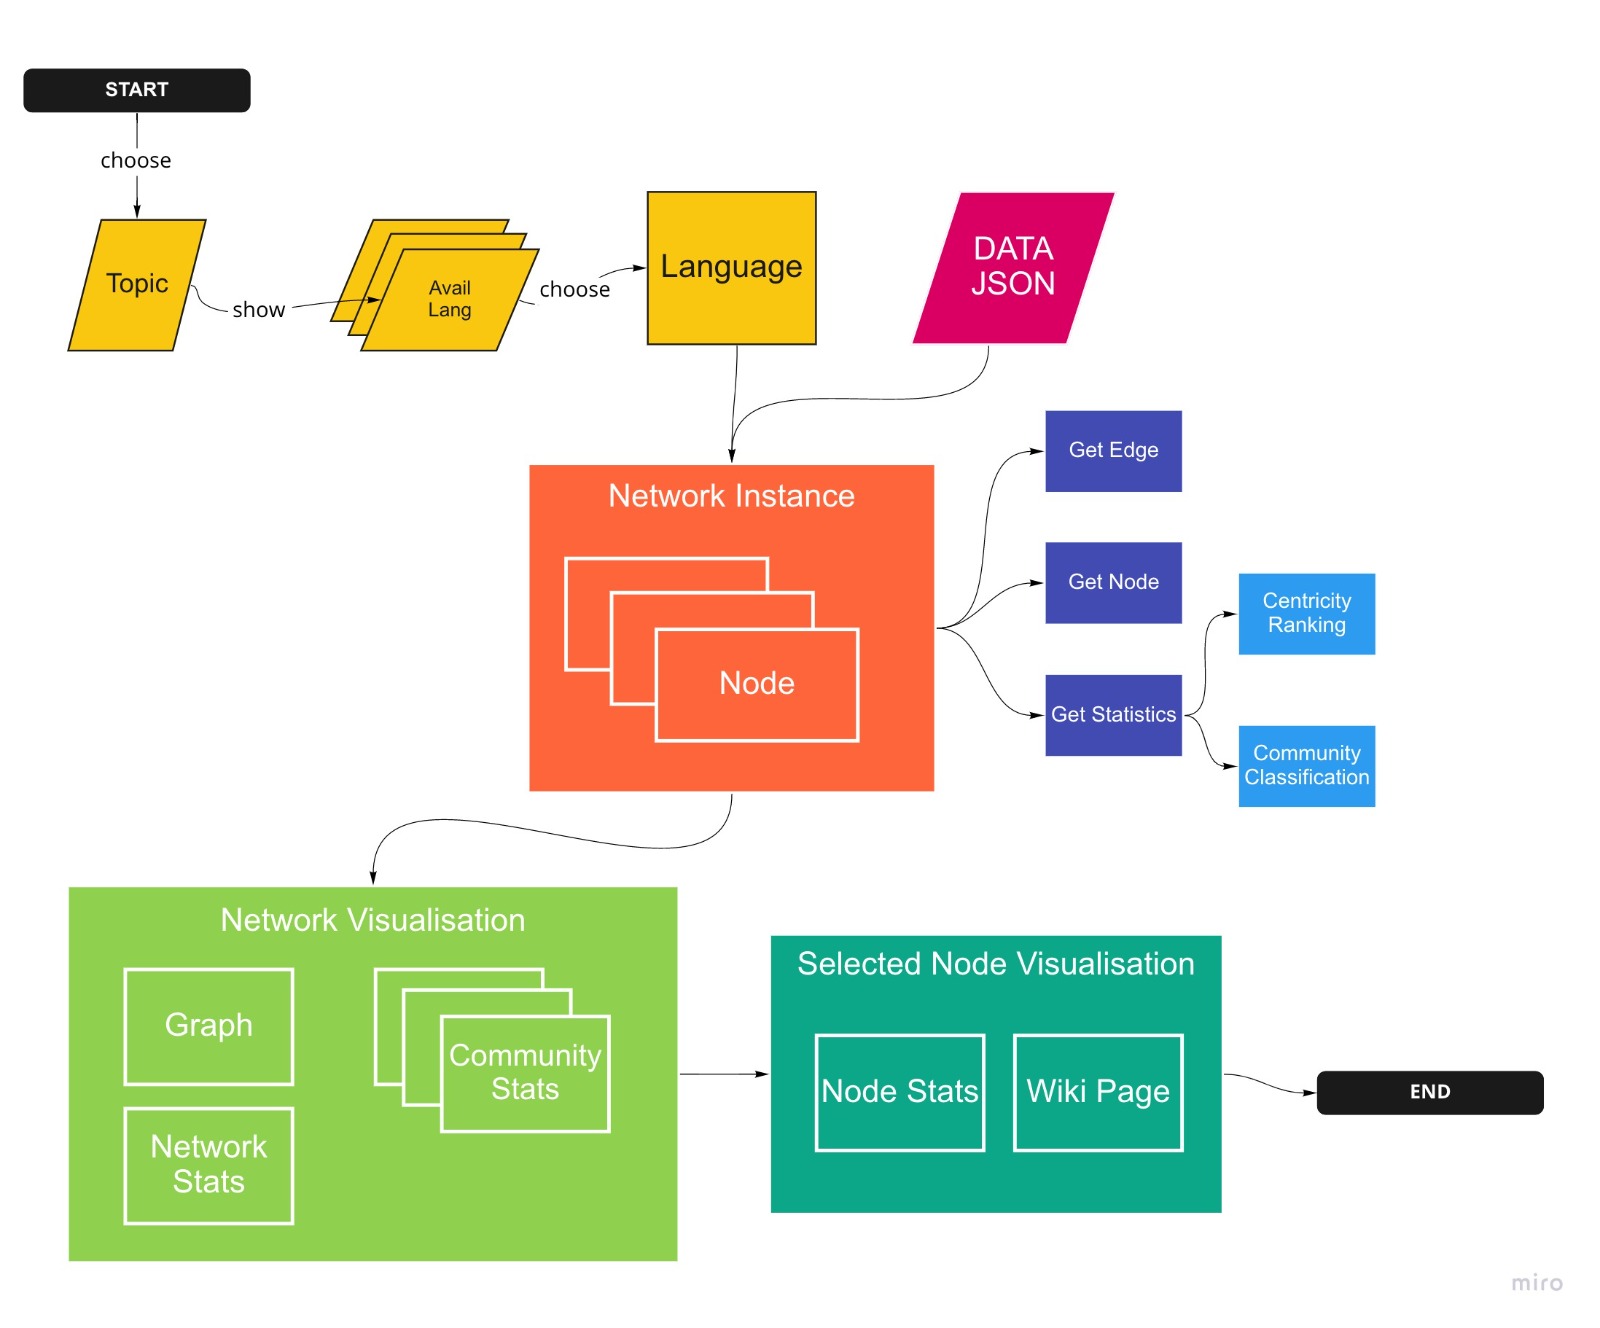 START
choose
Topic
show
Avail
Lang
choose
Language
DATA
JSON
Network Instance
Node
Get Edge
Get Node
Get Statistics
Centricity
Ranking
Community
Classification
Network Visualisation
Graph
Community
Stats
Network
Stats
Selected Node Visualisation
Node Stats
Wiki Page
END
miro